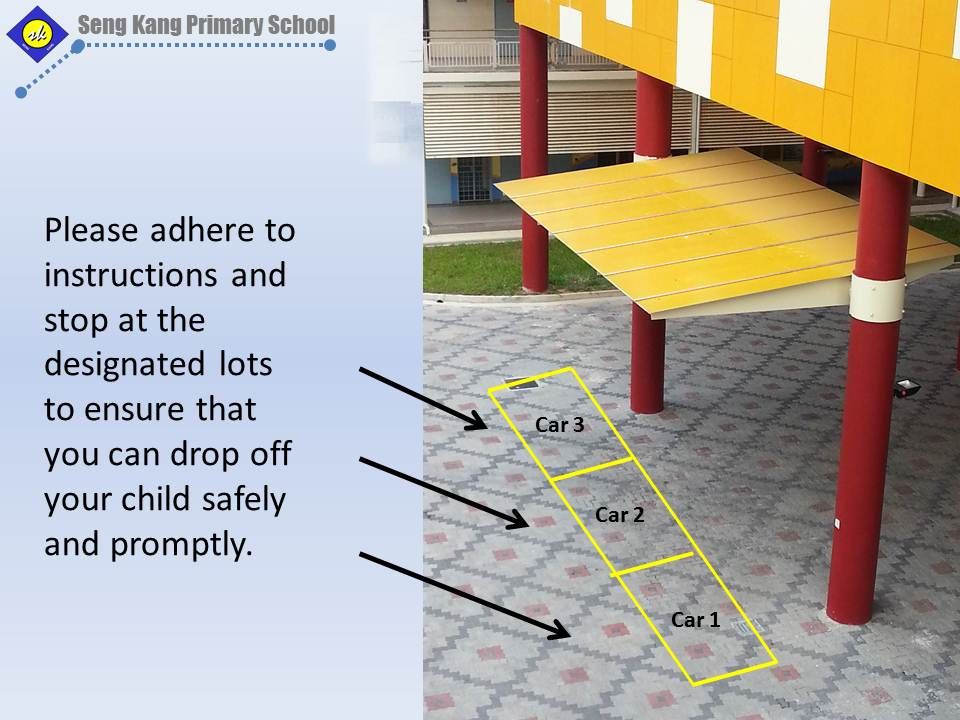 Seng Kang Primary School
Please adhere to
instructions and
stop at the
designated lots
to ensure that
you can drop off
your child safely
and promptly.
Car 3
Car 2
Car 1